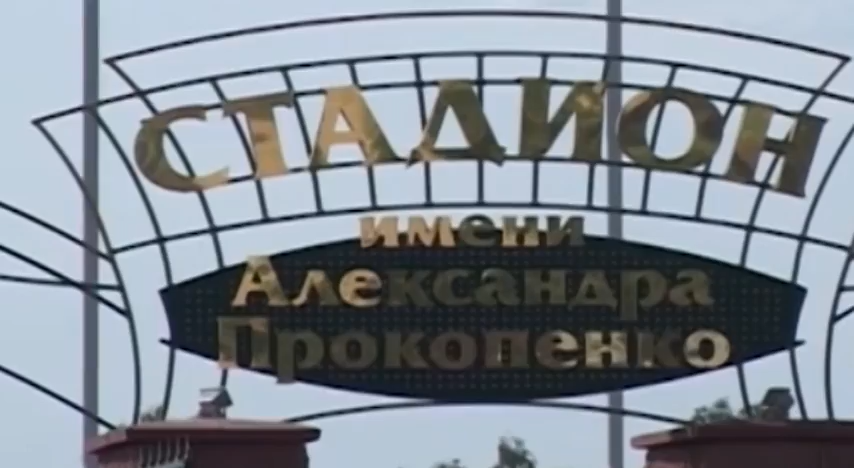 СТАДИОН
имени
Александра
Прокопенко